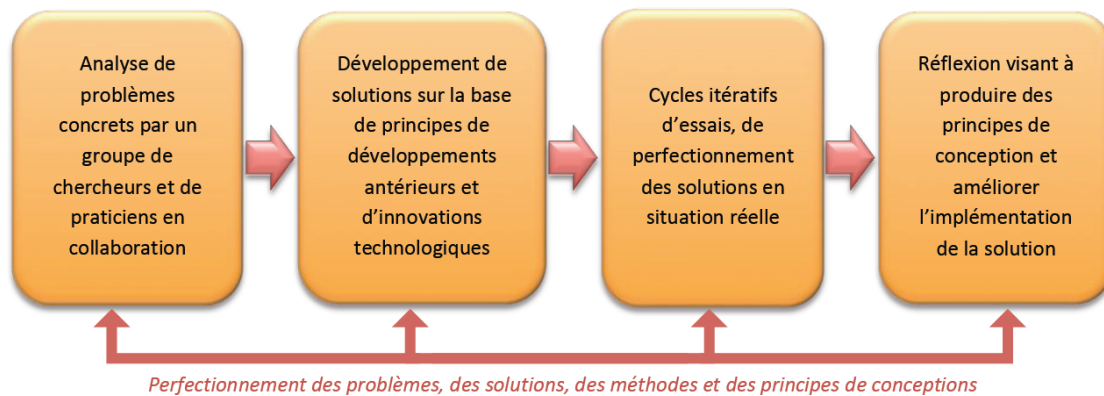 Analyse de
problèmes
concrets par un
groupe de
chercheurs et de
praticiens en
collaboration
Développement de
solutions sur la base
de principes de
développements
antérieurs et
d’innovations
technologiques
Cycles itératifs
d’essais, de
perfectionnement
des solutions en
situation réelle
Réflexion visant à
produire des
principes de
conception et
améliorer
l’implémentation
de la solution
Perfectionnement des problèmes, des solutions, des méthodes et des principes de conceptions